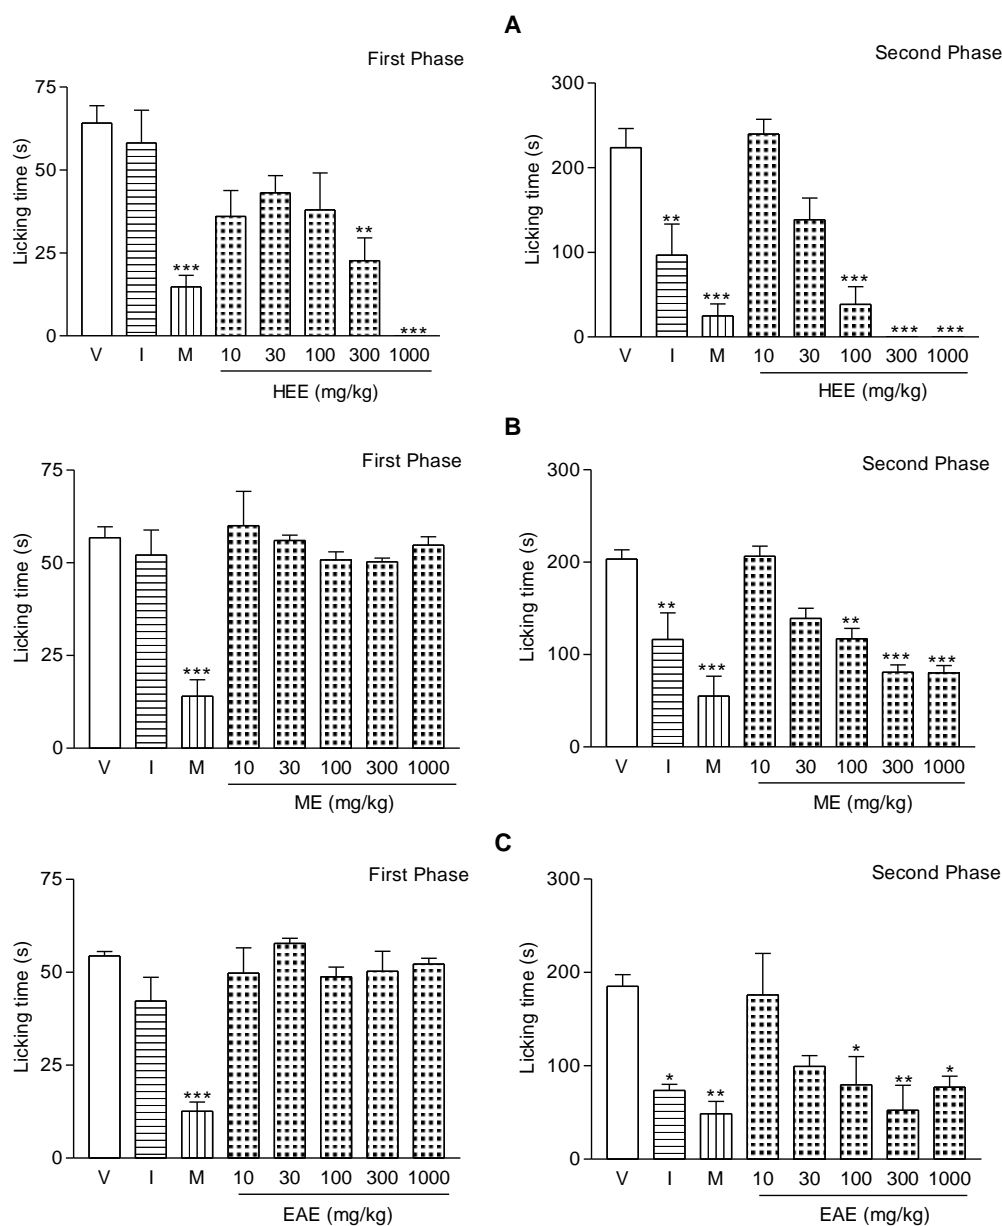 A
First Phase
75
50
25
0
Licking time (s)
***
**
***
V I M 10 30 100 300 1000
HEE (mg/kg)
Second Phase
300
200
100
0
Licking time (s)
**
***
***
*** ***
V I M 10 30 100 300 1000
HEE (mg/kg)
B
First Phase
75
50
25
0
Licking time (s)
***
V I M 10 30 100 300 1000
ME (mg/kg)
Second Phase
300
200
100
0
Licking time (s)
**
***
**
*** ***
V I M 10 30 100 300 1000
ME (mg/kg)
C
First Phase
75
50
25
0
Licking time (s)
***
V I M 10 30 100 300 1000
EAE (mg/kg)
Second Phase
300
200
100
0
Licking time (s)
*
**
*
**
*
V I M 10 30 100 300 1000
EAE (mg/kg)